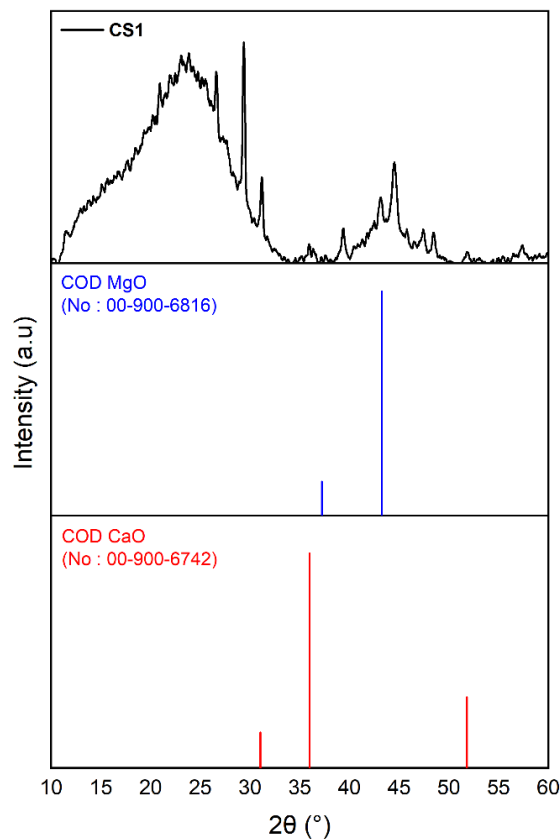 CS1
COD MgO
(No : 00-900-6816)
COD CaO
(No : 00-900-6742)
Intensity (a.u)
10 15 20 25 30 35 40 45 50 60
2θ (°)